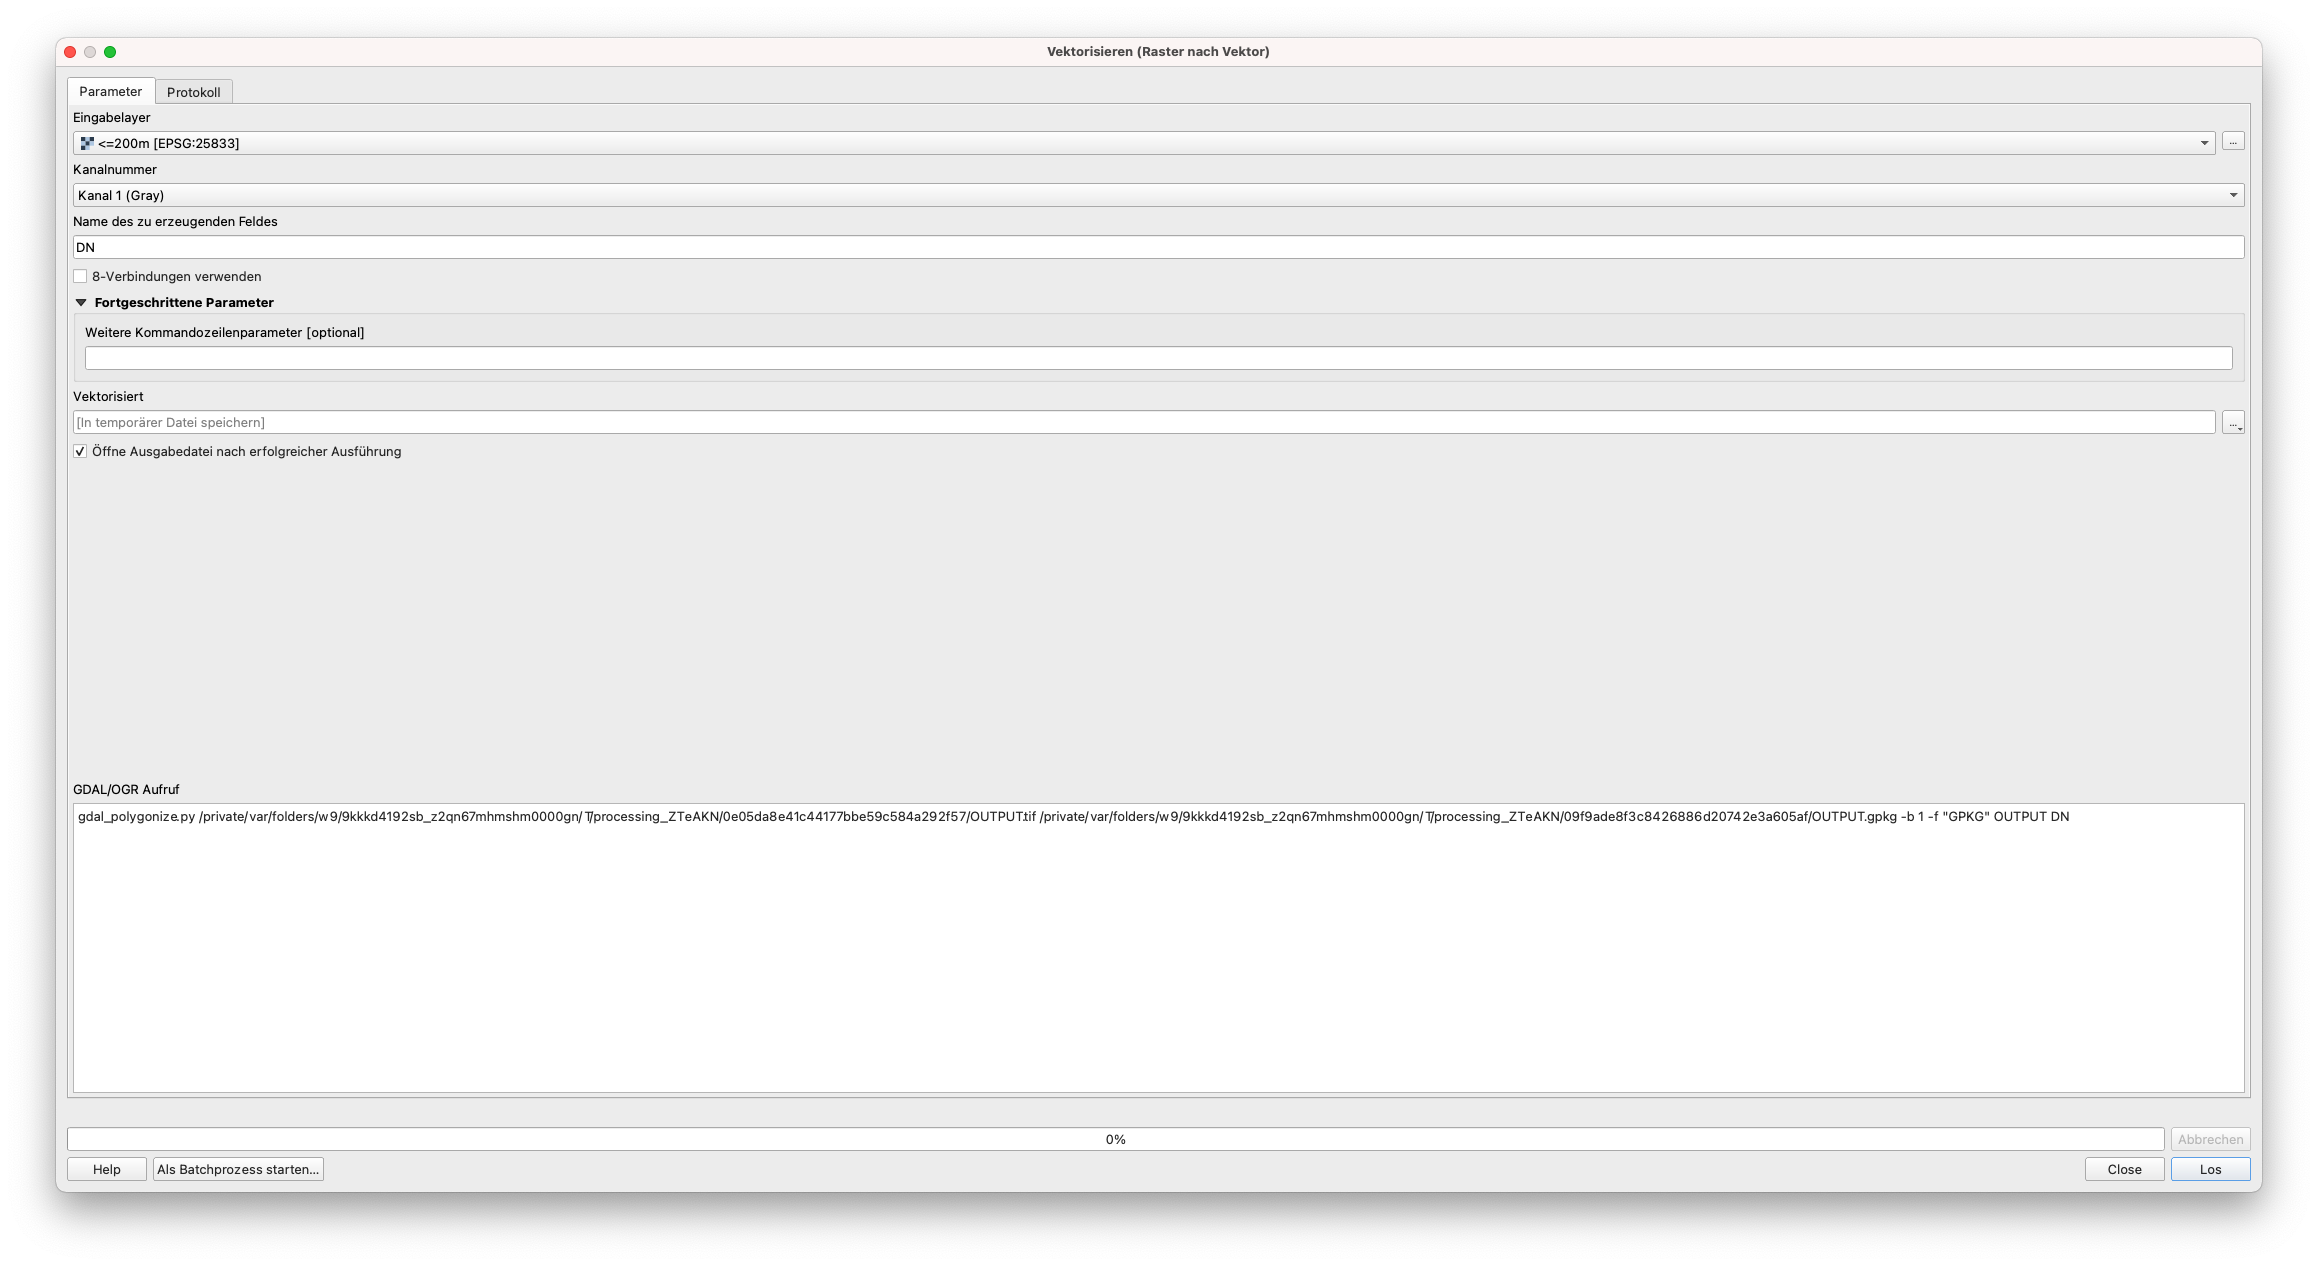 Vektorisieren (Raster nach Vektor)
Parameter
Protokoll
Eingabelayer
<=200m [EPSG:25833]
...
Kanalnummer
Kanal 1 (Gray)
Name des zu erzeugenden Feldes
DN
8-Verbindungen verwenden
Fortgeschrittene Parameter
Weitere Kommandozeilenparameter [optional]
Vektorisiert
[In temporärer Datei speichern]
...
Öffne Ausgabedatei nach erfolgreicher Ausführung
GDAL/OGR Aufruf
gdal_polygonize.py /private/var/folders/w9/9kkkd4192sb_z2qn67mhmshm0000gn/T/processing_ZTeAKN/0e05da8e41c44177bbe59c584a292f57/OUTPUT.tif /private/var/folders/w9/9kkkd4192sb_z2qn67mhmshm0000gn/T/processing_ZTeAKN/09f9ade8f3c8426886d20742e3a605af/OUTPUT.gpkg -b 1 -f "GPKG" OUTPUT DN
0%
Abbrechen
Help
Als Batchprozess starten...
Close
Los